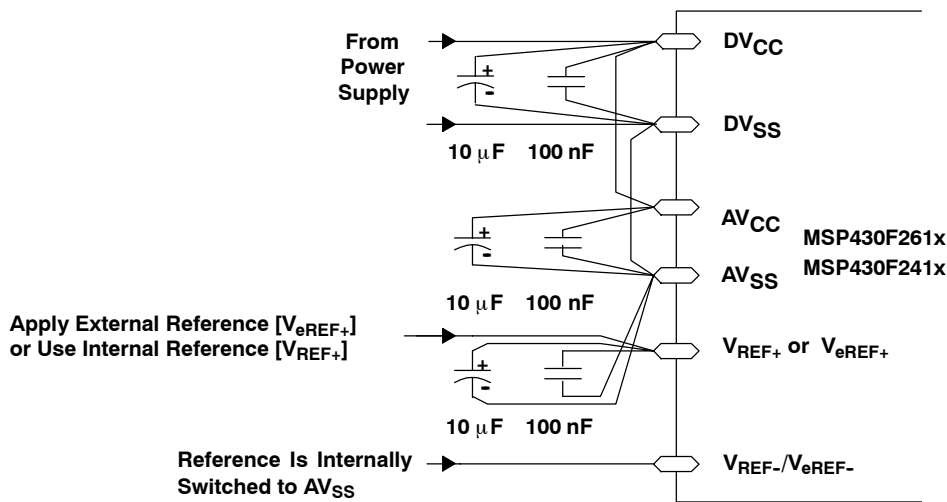 From
Power
Supply
+
-
10 μF 100 nF
DVCC
DVSS
+
-
10 μF 100 nF
AVCC
AVSS
MSP430F261x
MSP430F241x
Apply External Reference [VeREF+]
or Use Internal Reference [VREF+]
+
-
10 μF 100 nF
VREF+ or VeREF+
Reference Is Internally
Switched to AVSS
VREF-/VeREF-